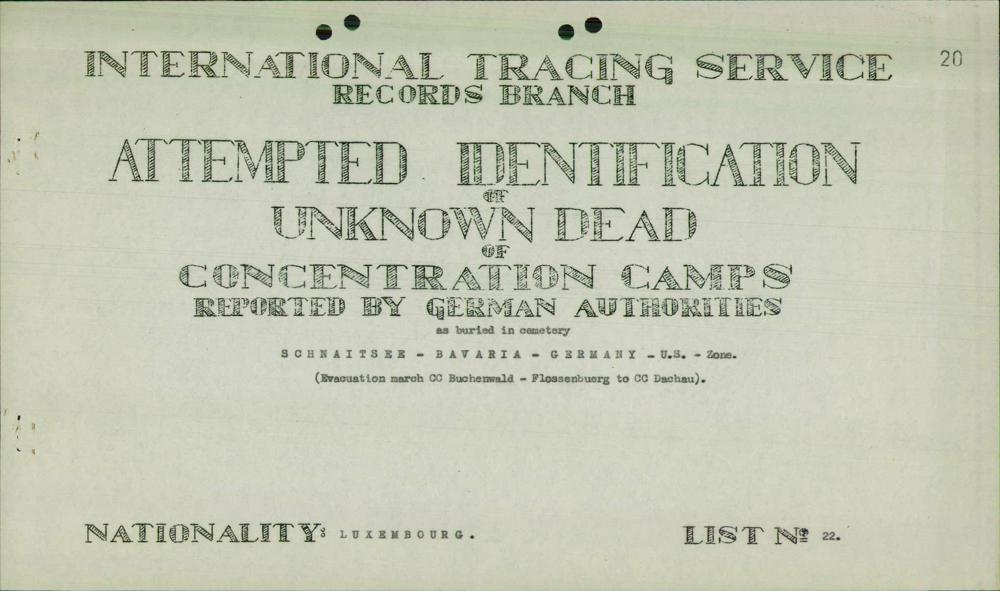 20
INTERNATIONAL TRACING SERVICE
RECORDS BRANCH
ATTEMPTED IDENTIFICATION
OF
UNKNOWN DEAD
OF
CONCENTRATION CAMPS
REPORTED BY GERMAN AUTHORITIES
as buried in cemetery
SCHNAITSEE - BAVARIA - GERMANY - U.S. - Zone.
(Evacuation march CC Buchenwald - Flossenbuerg to CC Dachau).
NATIONALITY: LUXEMBOURG. LIST Nº 22.